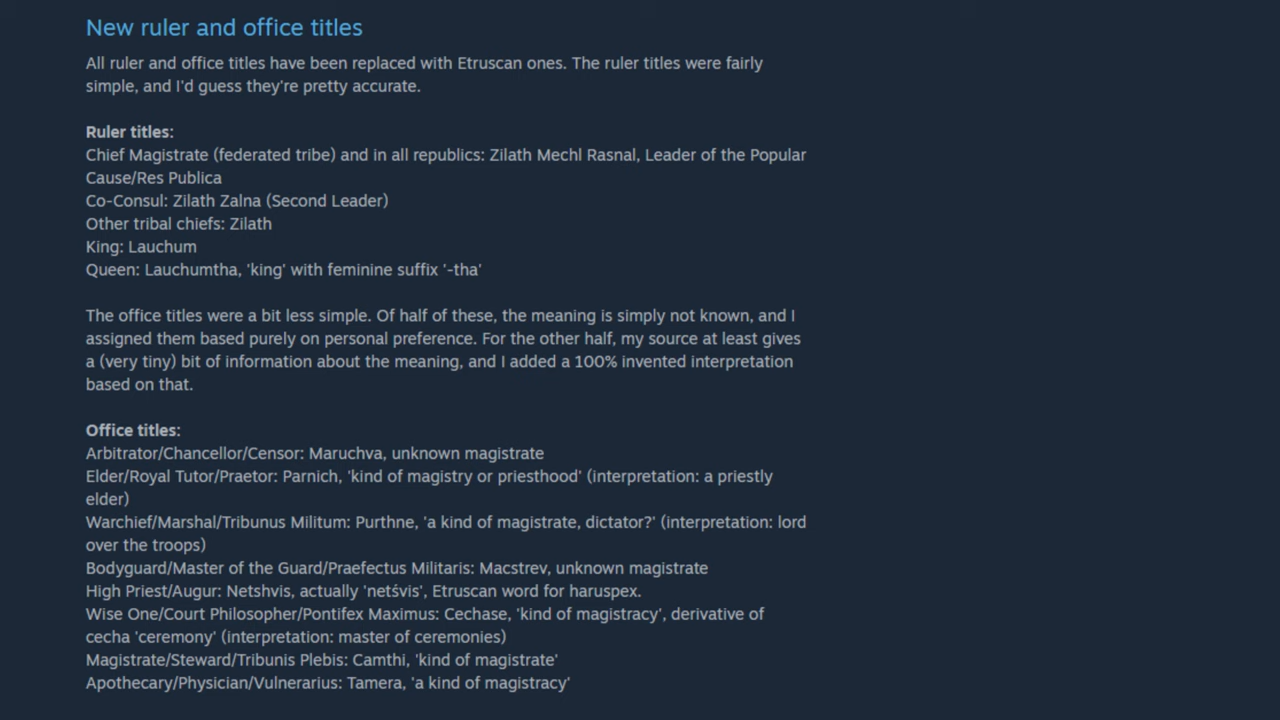 New ruler and office titles
All ruler and office titles have been replaced with Etruscan ones. The ruler titles were fairly
simple, and I'd guess they're pretty accurate.
Ruler titles:
Chief Magistrate (federated tribe) and in all republics: Zilath Mechl Rasnal, Leader of the Popular
Cause/Res Publica
Co-Consul: Zilath Zalna (Second Leader)
Other tribal chiefs: Zilath
King: Lauchum
Queen: Lauchumtha, 'king' with feminine suffix '-tha'
The office titles were a bit less simple. Of half of these, the meaning is simply not known, and I
assigned them based purely on personal preference. For the other half, my source at least gives
a (very tiny) bit of information about the meaning, and I added a 100% invented interpretation
based on that.
Office titles:
Arbitrator/Chancellor/Censor: Maruchva, unknown magistrate
Elder/Royal Tutor/Praetor: Parnich, 'kind of magistry or priesthood' (interpretation: a priestly
elder)
Warchief/Marshal/Tribunus Militum: Purthne, 'a kind of magistrate, dictator?' (interpretation: lord
over the troops)
Bodyguard/Master of the Guard/Praefectus Militaris: Macstrev, unknown magistrate
High Priest/Augur: Netshvis, actually 'netśvis', Etruscan word for haruspex.
Wise One/Court Philosopher/Pontifex Maximus: Cechase, 'kind of magistracy', derivative of
cecha 'ceremony' (interpretation: master of ceremonies)
Magistrate/Steward/Tribunis Plebis: Camthi, 'kind of magistrate'
Apothecary/Physician/Vulnerarius: Tamera, 'a kind of magistracy'